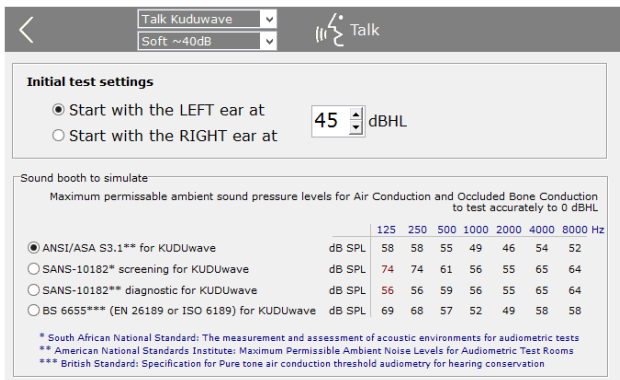 Talk Kuduwave
Soft ~40dB
Talk
Initial test settings
Start with the LEFT ear at
45 dBHL
Start with the RIGHT ear at
Sound booth to simulate
Maximum permissable ambient sound pressure levels for Air Conduction and Occluded Bone Conduction
to test accurately to 0 dBHL
125 250 500 1000 2000 4000 8000 Hz
ANSI/ASA S3.1** for KUDUwave dB SPL 58 58 55 49 46 54 52
SANS-10182* screening for KUDUwave dB SPL 74 74 61 56 55 65 64
SANS-10182** diagnostic for KUDUwave dB SPL 56 56 59 56 55 65 64
BS 6655*** (EN 26189 or ISO 6189) for KUDUwave dB SPL 69 68 57 52 49 58 58
* South African National Standard: The measurement and assessment of acoustic environments for audiometric tests
** American National Standards Institute: Maximum Permissible Ambient Noise Levels for Audiometric Test Rooms
*** British Standard: Specification for Pure tone air conduction threshold audiometry for hearing conservation